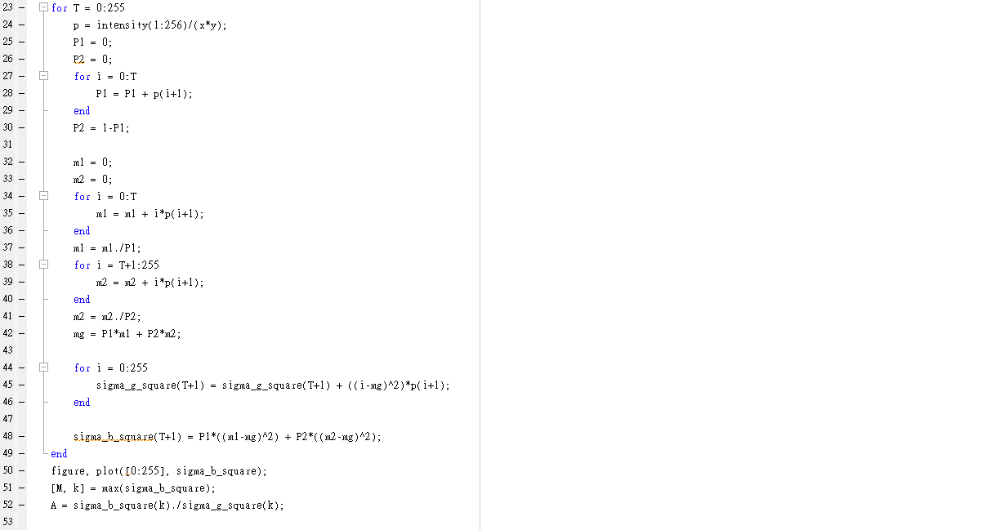 23 – for T = 0:255
24 – p = intensity(1:256)/(x*y);
25 – P1 = 0;
26 – P2 = 0;
27 – for i = 0:T
28 – P1 = P1 + p(i+1);
29 – end
30 – P2 = 1-P1;
31
32 – m1 = 0;
33 – m2 = 0;
34 – for i = 0:T
35 – m1 = m1 + i*p(i+1);
36 – end
37 – m1 = m1./P1;
38 – for i = T+1:255
39 – m2 = m2 + i*p(i+1);
40 – end
41 – m2 = m2./P2;
42 – mg = P1*m1 + P2*m2;
43
44 – for i = 0:255
45 – sigma_g_square(T+1) = sigma_g_square(T+1) + ((i-mg)^2)*p(i+1);
46 – end
47
48 – sigma_b_square(T+1) = P1*((m1-mg)^2) + P2*((m2-mg)^2);
49 – end
50 – figure, plot([0:255], sigma_b_square);
51 – [M, k] = max(sigma_b_square);
52 – A = sigma_b_square(k)./sigma_g_square(k);
53